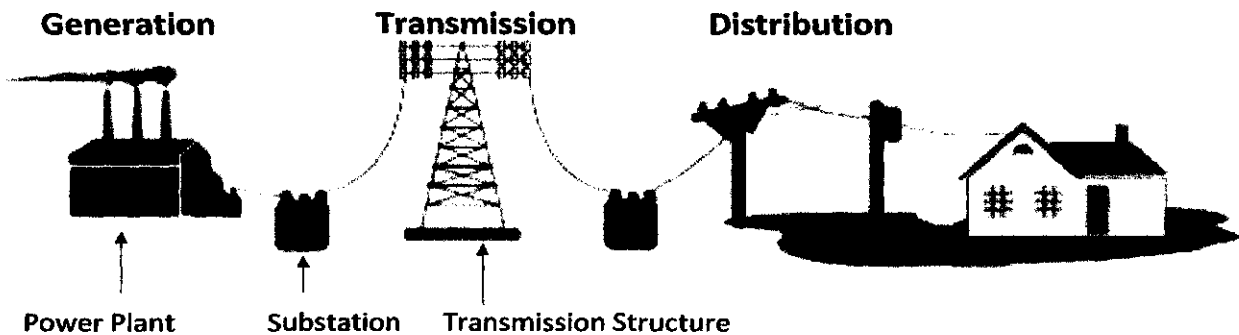 Generation
Transmission
Distribution
Power Plant
Substation
Transmission Structure